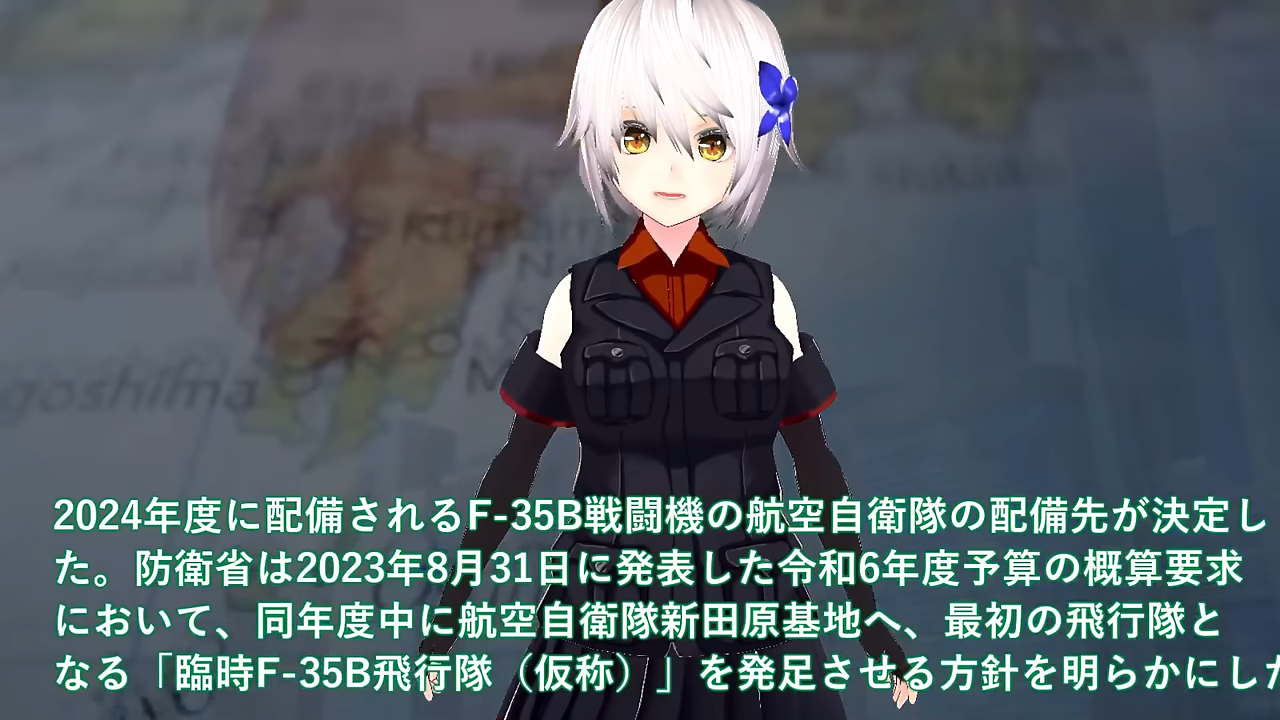 2024年度に配備されるF-35B戦闘機の航空自衛隊の配備先が決定し
た。防衛省は2023年8月31日に発表した令和6年度予算の概算要求
において、同年度中に航空自衛隊新田原基地へ、最初の飛行隊と
なる「臨時F-35B飛行隊（仮称）」を発足させる方針を明らかにした
goshima